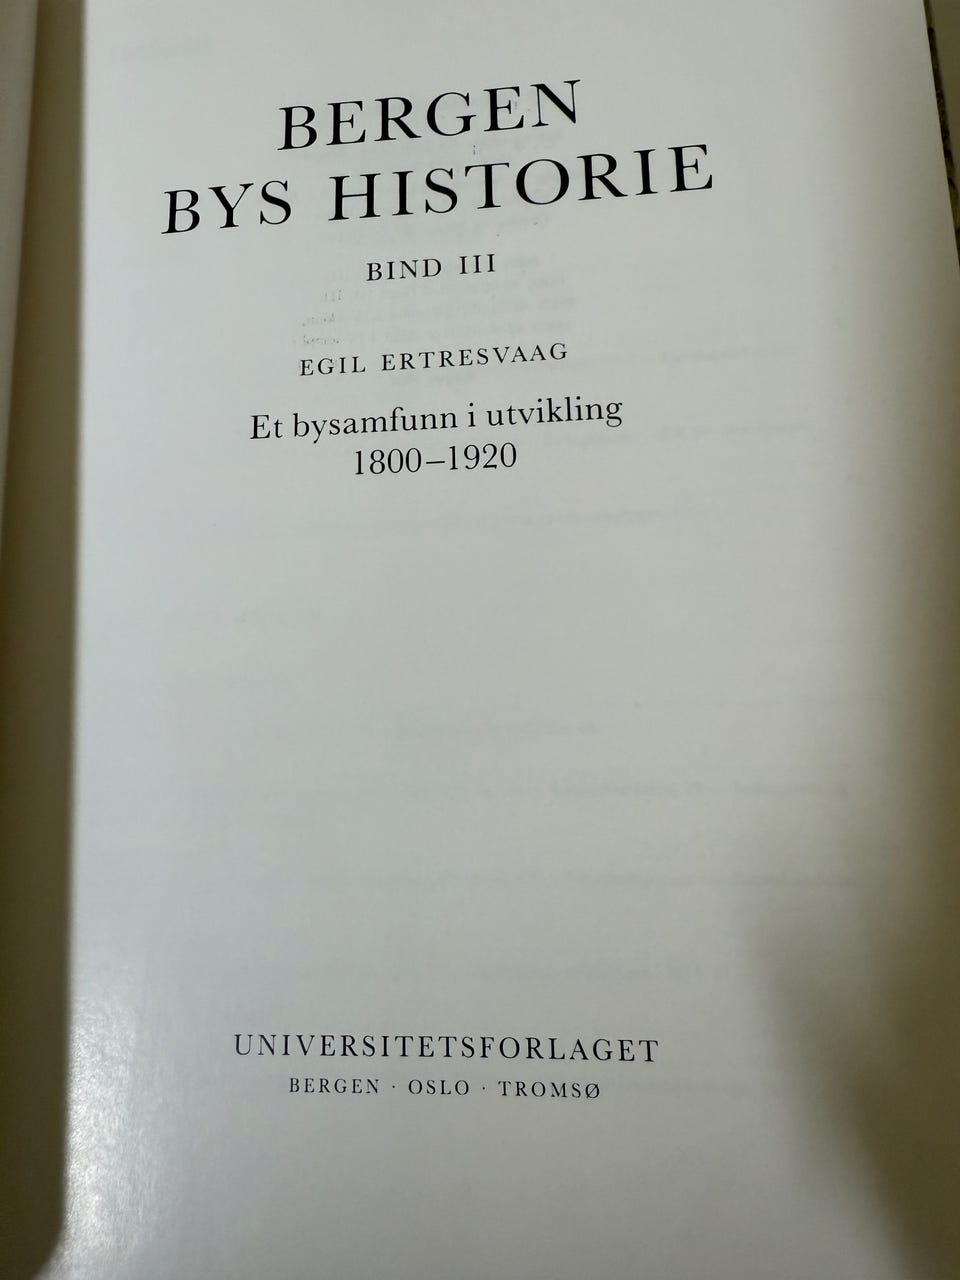 BERGEN
BYS HISTORIE
BIND III
EGIL ERTRESVAAG
Et bysamfunn i utvikling
1800–1920
UNIVERSITETSFORLAGET
BERGEN · OSLO · TROMSØ